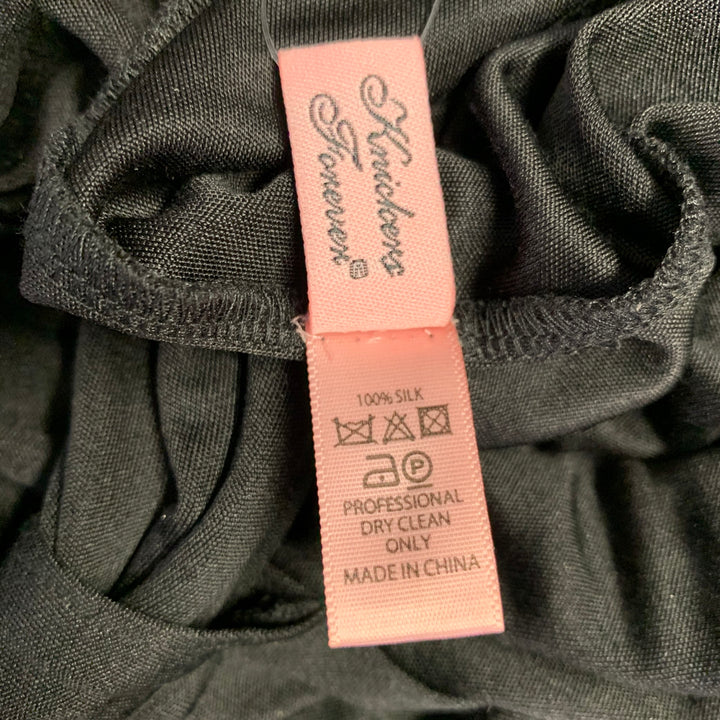 Knickers
Forever®
100% SILK
P
PROFESSIONAL
DRY CLEAN
ONLY
MADE IN CHINA